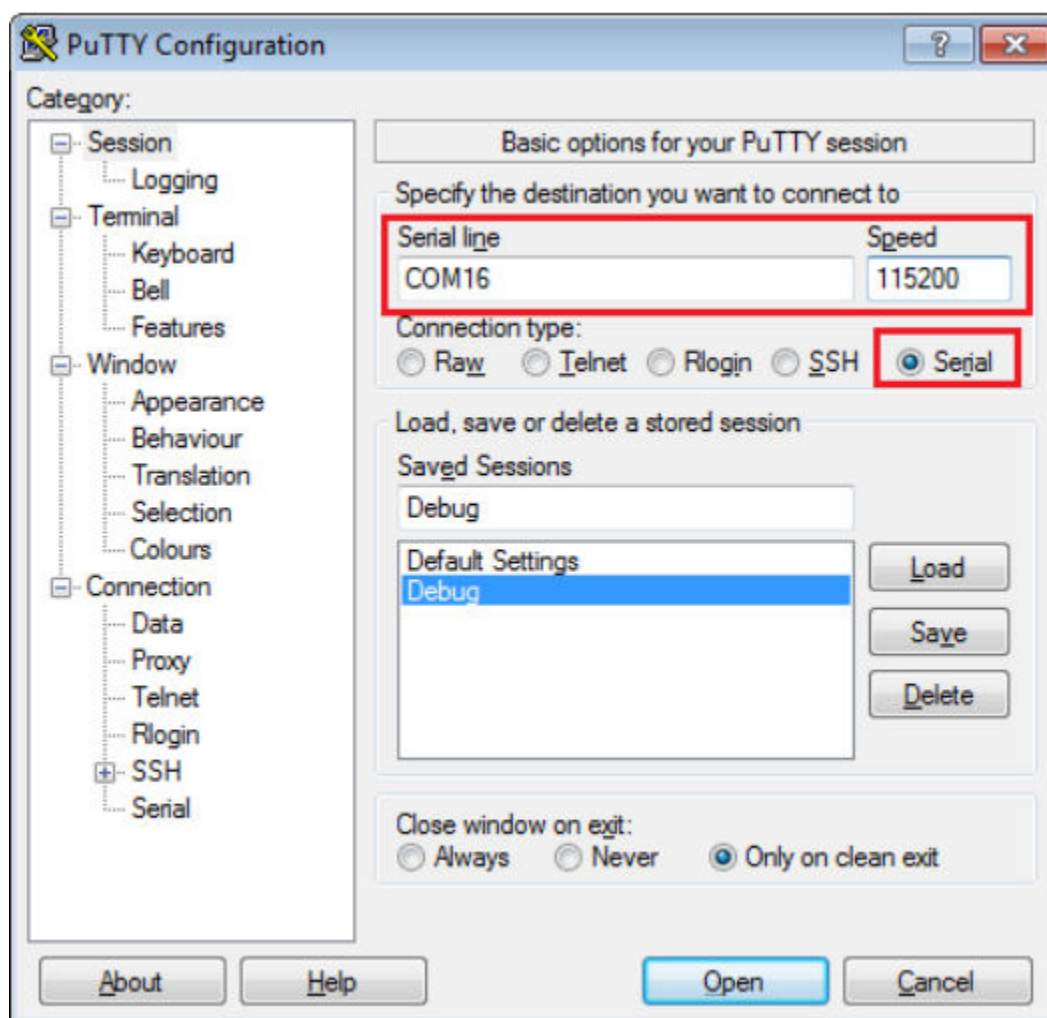 PuTTY Configuration
Category:
Session
Logging
Terminal
Keyboard
Bell
Features
Window
Appearance
Behaviour
Translation
Selection
Colours
Connection
Data
Proxy
Telnet
Rlogin
SSH
Serial
Basic options for your PuTTY session
Specify the destination you want to connect to
Serial line Speed
COM16 115200
Connection type:
Raw Telnet Rlogin SSH Serial
Load, save or delete a stored session
Saved Sessions
Debug
Default Settings
Debug
Load
Save
Delete
Close window on exit:
Always Never Only on clean exit
About Help Open Cancel